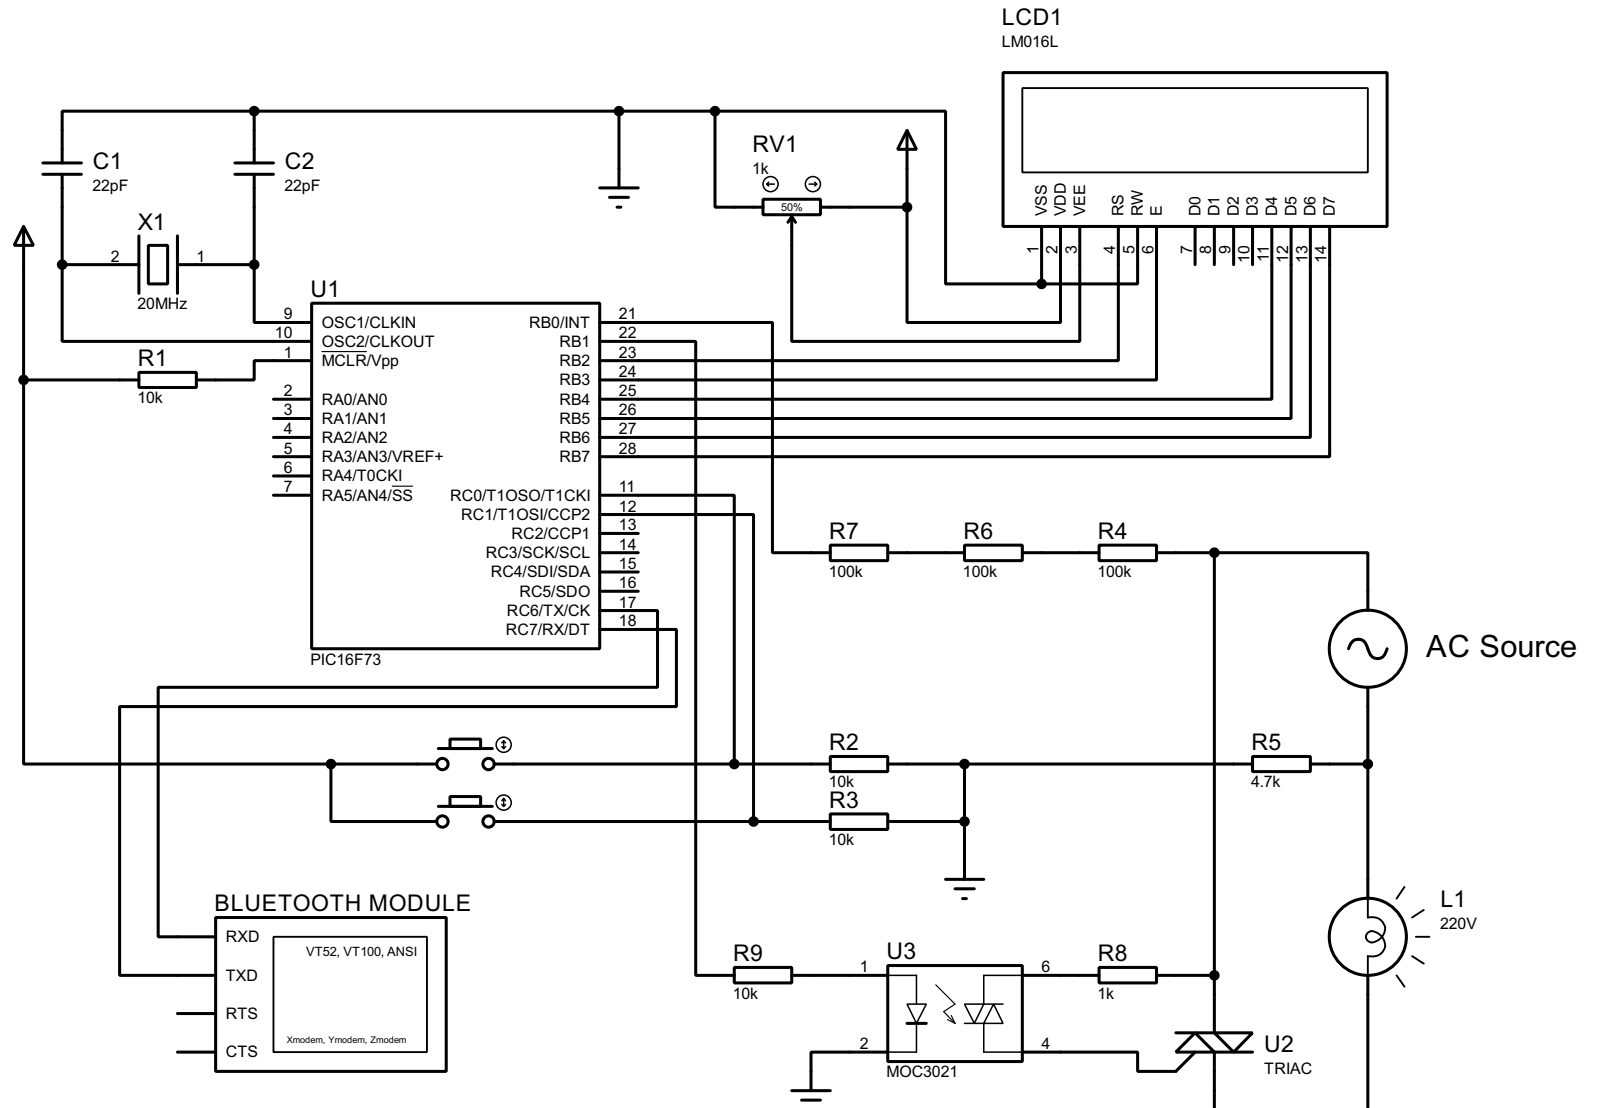 LCD1
LM016L
C1
22pF
C2
22pF
RV1
1k
50%
VSS
VDD
VEE
RS
RW
E
D0
D1
D2
D3
D4
D5
D6
D7
1
2
3
4
5
6
7
8
9
10
11
12
13
14
X1
2
1
20MHz
U1
9 OSC1/CLKIN RB0/INT 21
10 OSC2/CLKOUT RB1 22
1 MCLR/Vpp RB2 23
RB3 24
2 RA0/AN0 RB4 25
3 RA1/AN1 RB5 26
4 RA2/AN2 RB6 27
5 RA3/AN3/VREF+ RB7 28
6 RA4/T0CKI
7 RA5/AN4/SS RC0/T1OSO/T1CKI 11
RC1/T1OSI/CCP2 12
RC2/CCP1 13
RC3/SCK/SCL 14
RC4/SDI/SDA 15
RC5/SDO 16
RC6/TX/CK 17
RC7/RX/DT 18
PIC16F73
R1
10k
R7
100k
R6
100k
R4
100k
AC Source
R2
10k
R3
10k
R5
4.7k
L1
220V
BLUETOOTH MODULE
RXD
TXD
RTS
CTS
VT52, VT100, ANSI
Xmodem, Ymodem, Zmodem
R9
10k
U3
1
2
6
4
MOC3021
R8
1k
U2
TRIAC